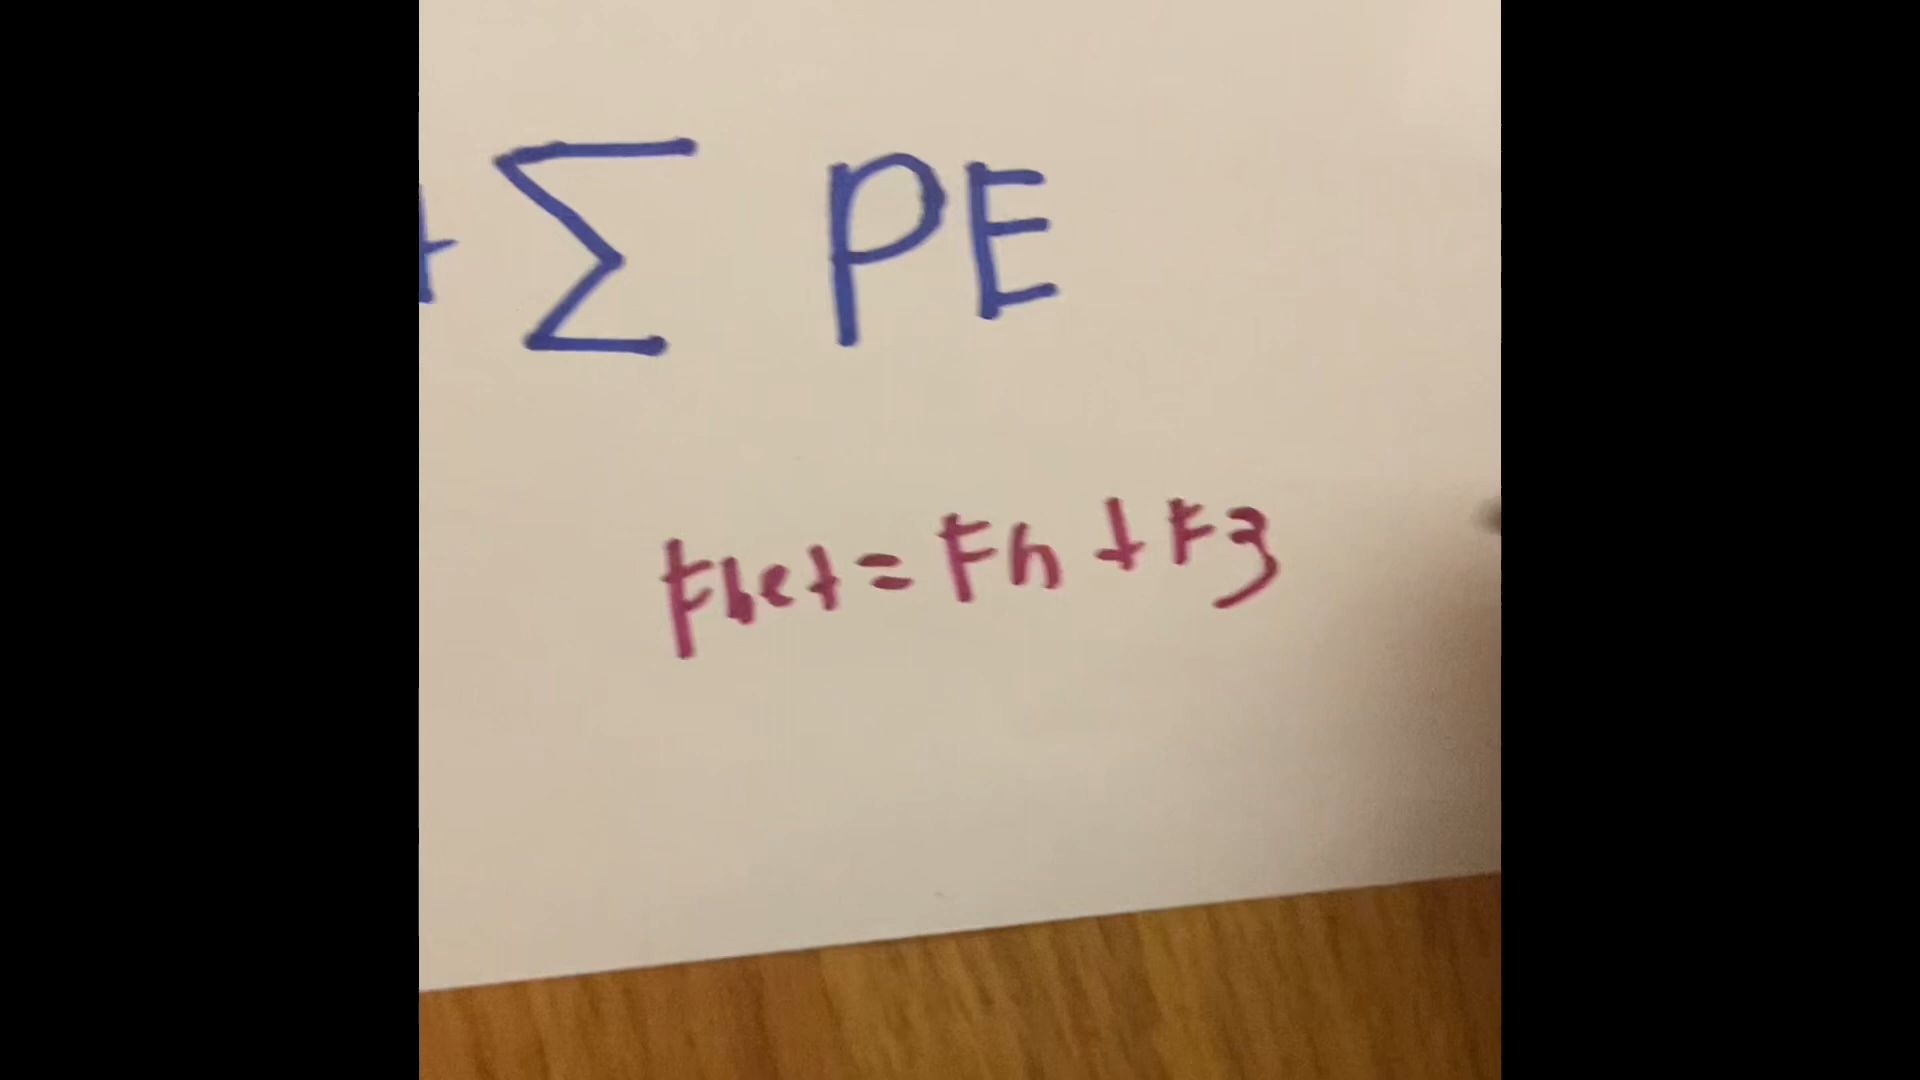 + Σ PE
Fnet = Fn + Fg